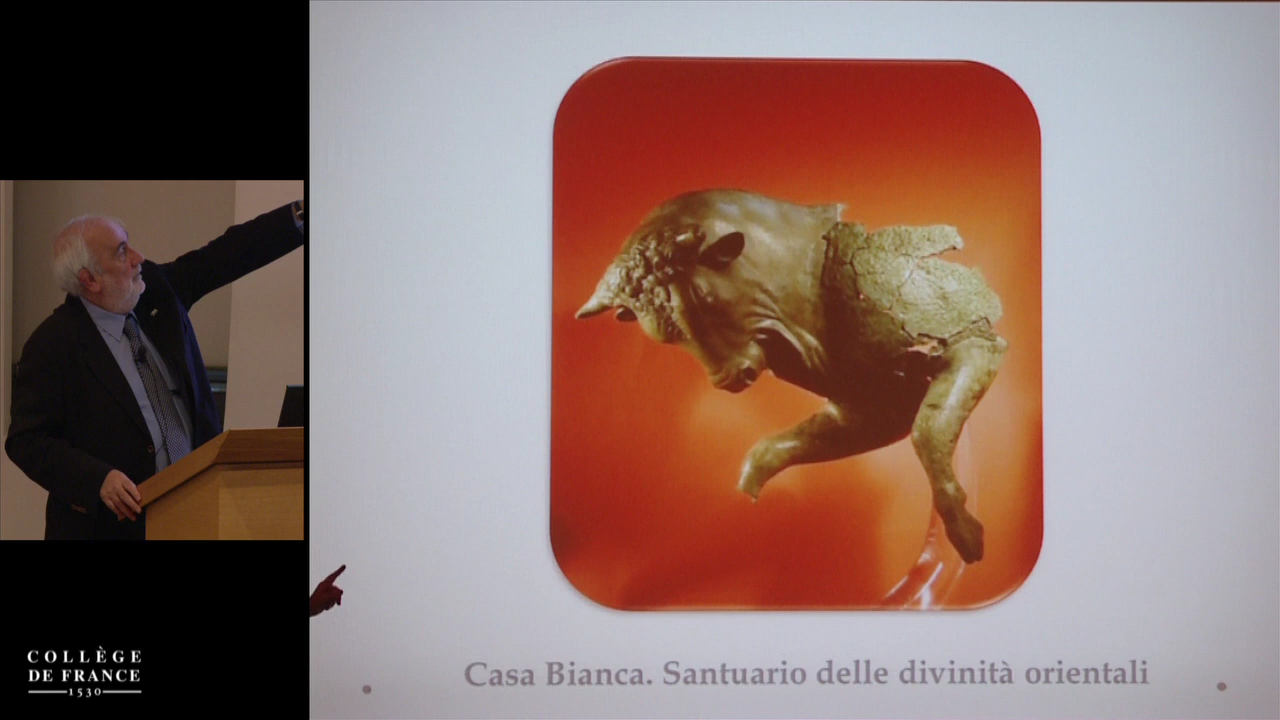 COLLÈGE
DE FRANCE
1530
Casa Bianca. Santuario delle divinità orientali